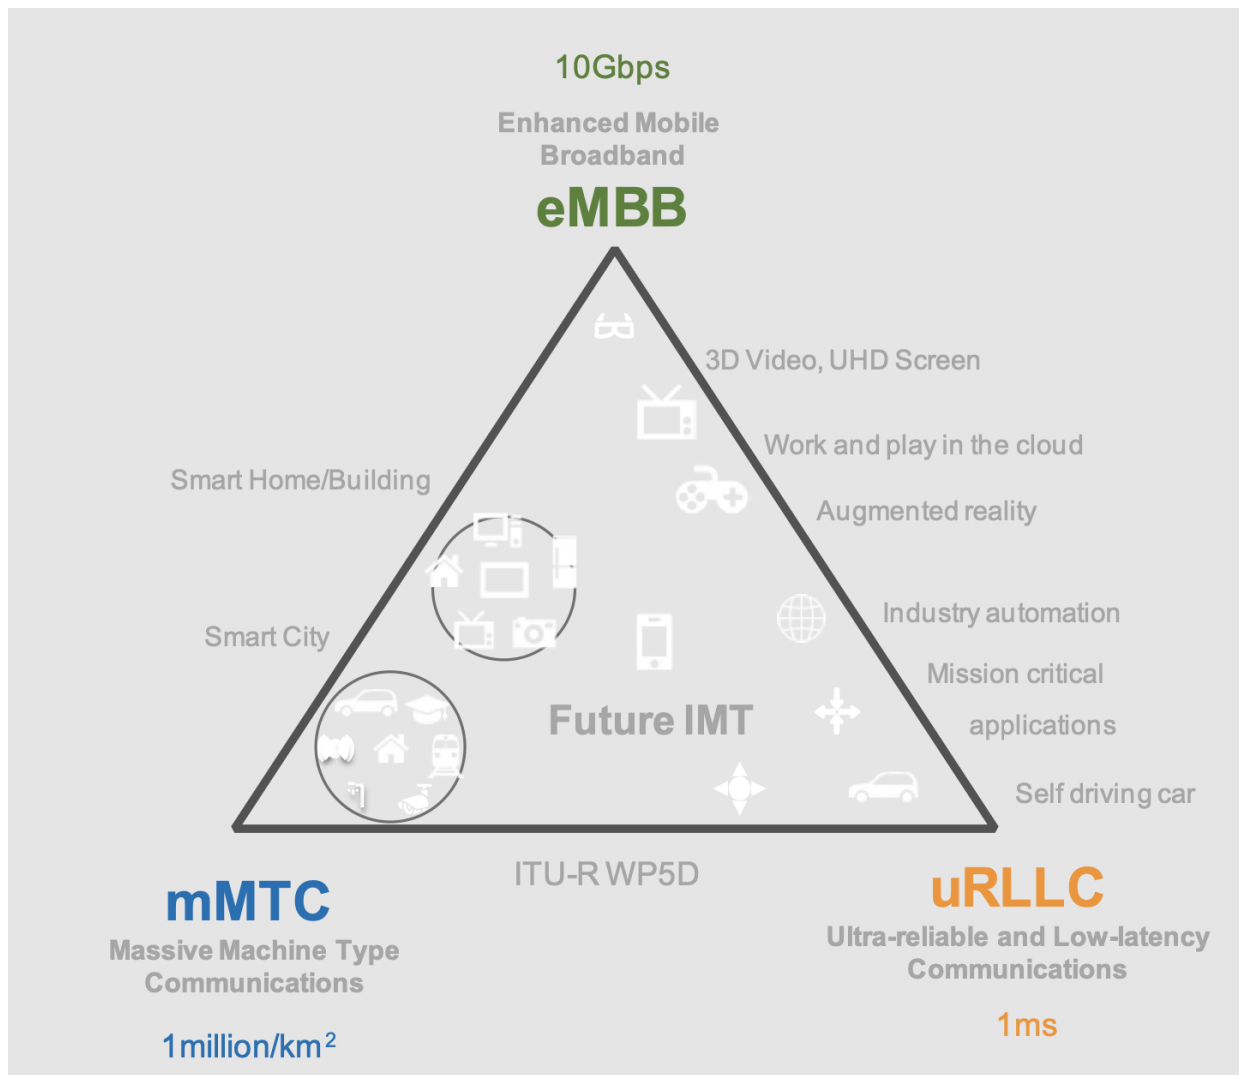 10Gbps
Enhanced Mobile
Broadband
eMBB
3D Video, UHD Screen
Work and play in the cloud
Smart Home/Building
Augmented reality
Industry automation
Smart City
Mission critical
applications
Future IMT
Self driving car
ITU-R WP5D
mMTC
Massive Machine Type
Communications
1million/km²
uRLLC
Ultra-reliable and Low-latency
Communications
1ms